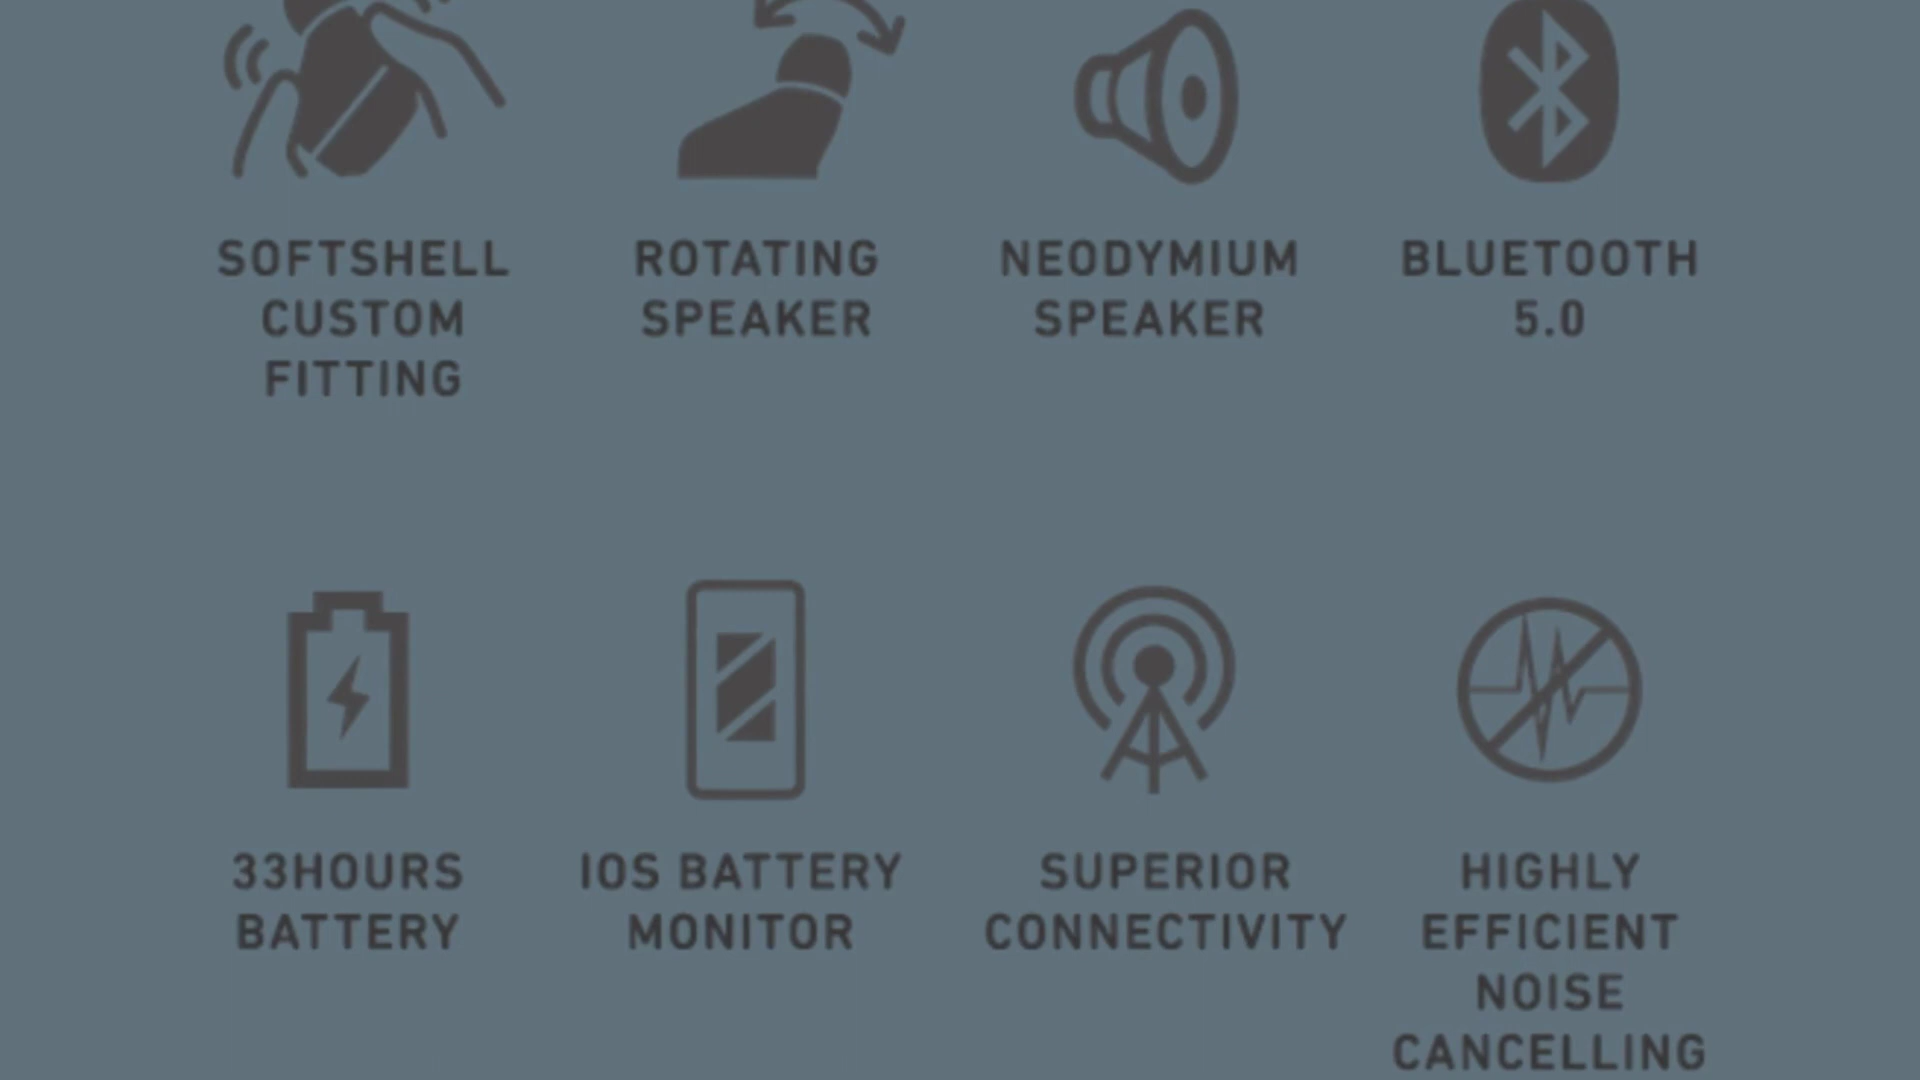 SOFTSHELL
CUSTOM
FITTING
ROTATING
SPEAKER
NEODYMIUM
SPEAKER
BLUETOOTH
5.0
33HOURS
BATTERY
IOS BATTERY
MONITOR
SUPERIOR
CONNECTIVITY
HIGHLY
EFFICIENT
NOISE
CANCELLING